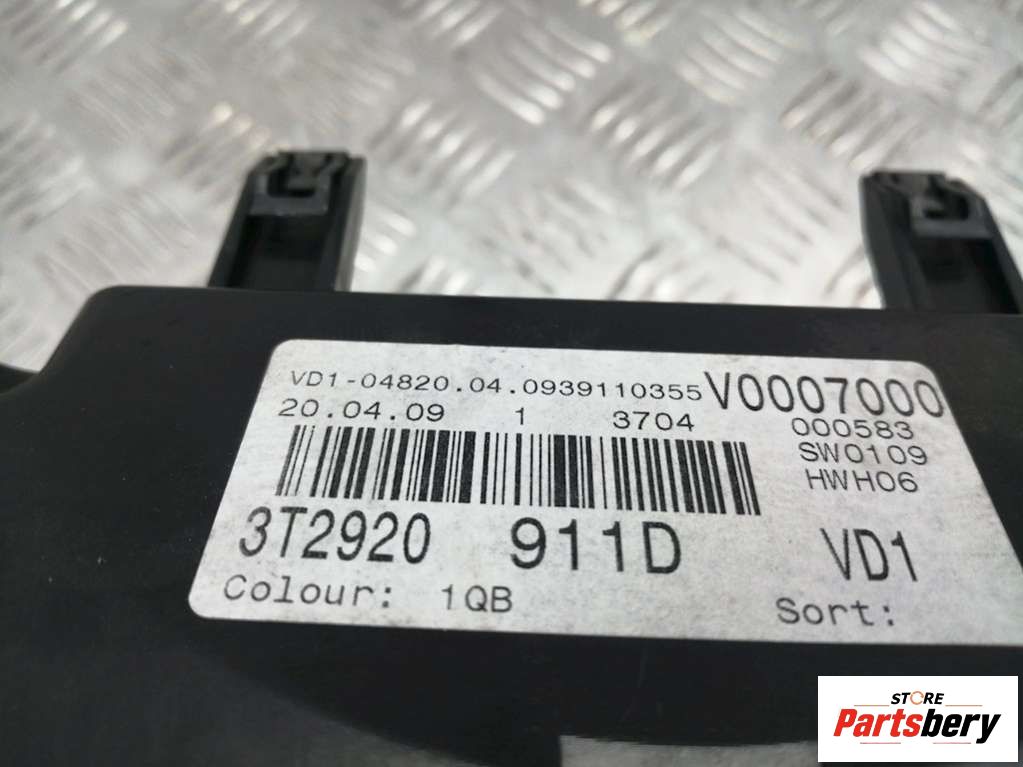 VD1-04820.04.0939110355 V0007000
20.04.09 1 3704 000583
SW0109
HWH06
3T2920 911D VD1
Colour: 1QB Sort:
STORE
Partsbery